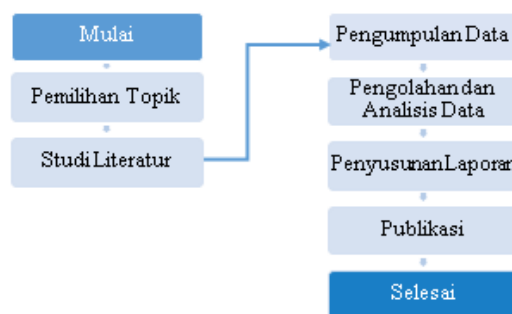 Mulai
Pemilihan Topik
Studi Literatur
Pengumpulan Data
Pengolahan dan
Analisis Data
Penyusunan Laporan
Publikasi
Selesai